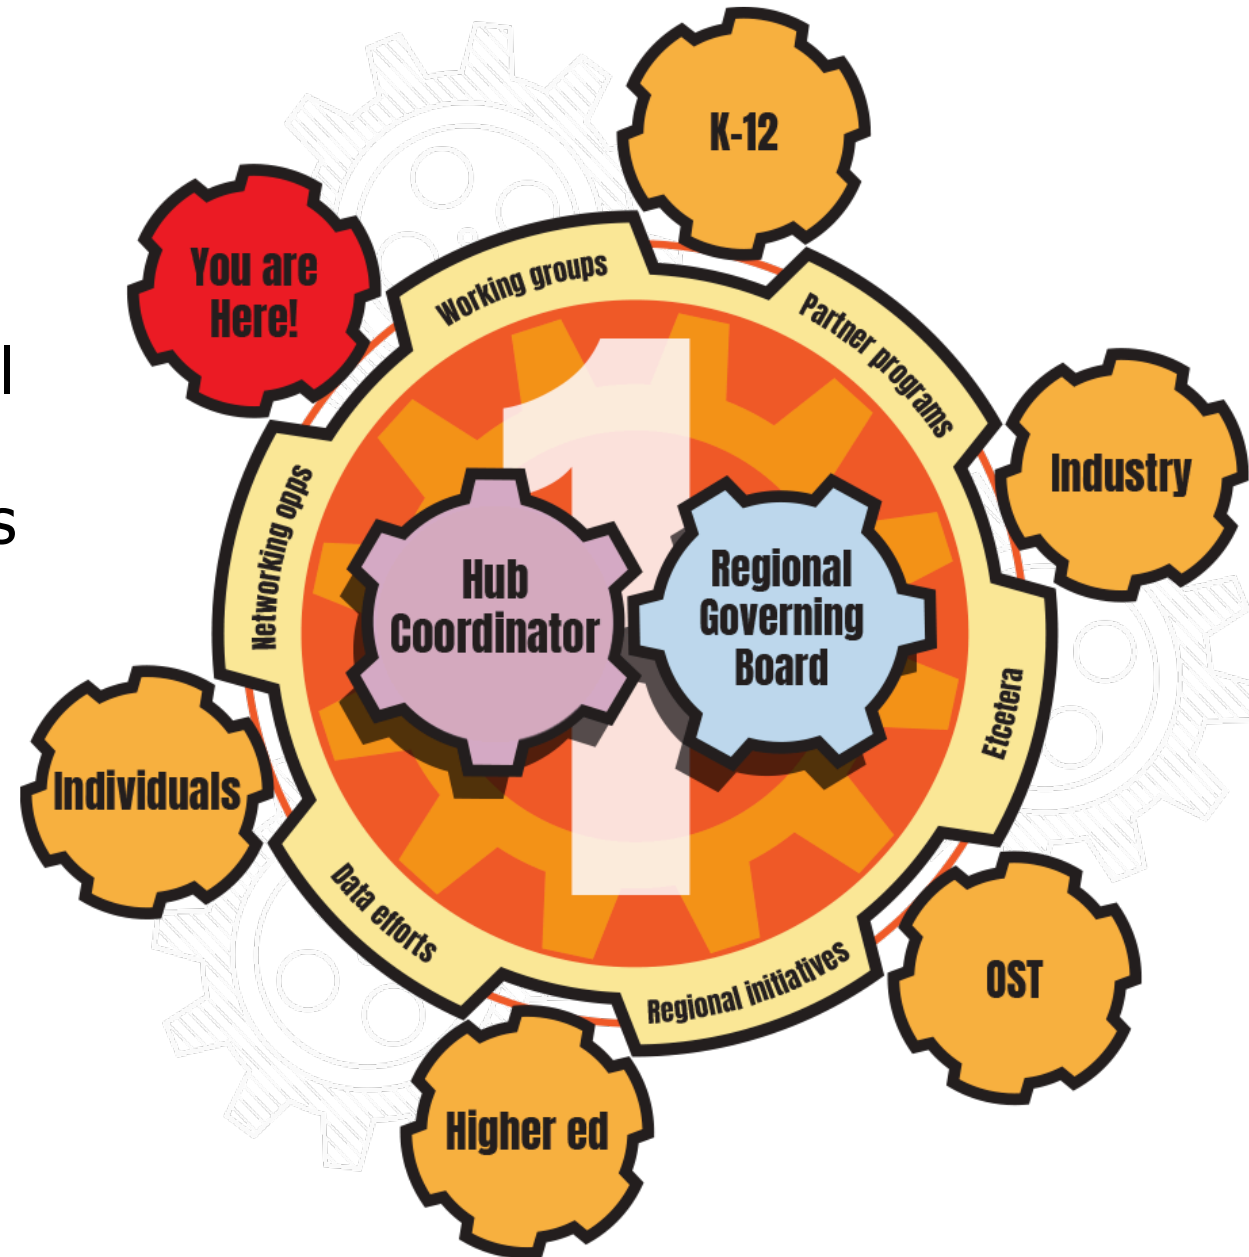 K-12
You are
Here!
Working groups
Partner programs
l
Industry
1
Networking opps
s
Hub
Coordinator
Regional
Governing
Board
Etcetera
Individuals
Data efforts
OST
Regional initiatives
Higher ed